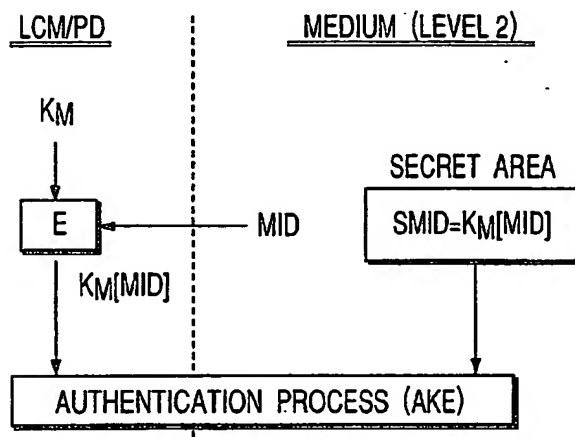 LCM/PD
MEDIUM (LEVEL 2)
KM
SECRET AREA
E
MID
SMID=KM[MID]
KM[MID]
AUTHENTICATION PROCESS (AKE)